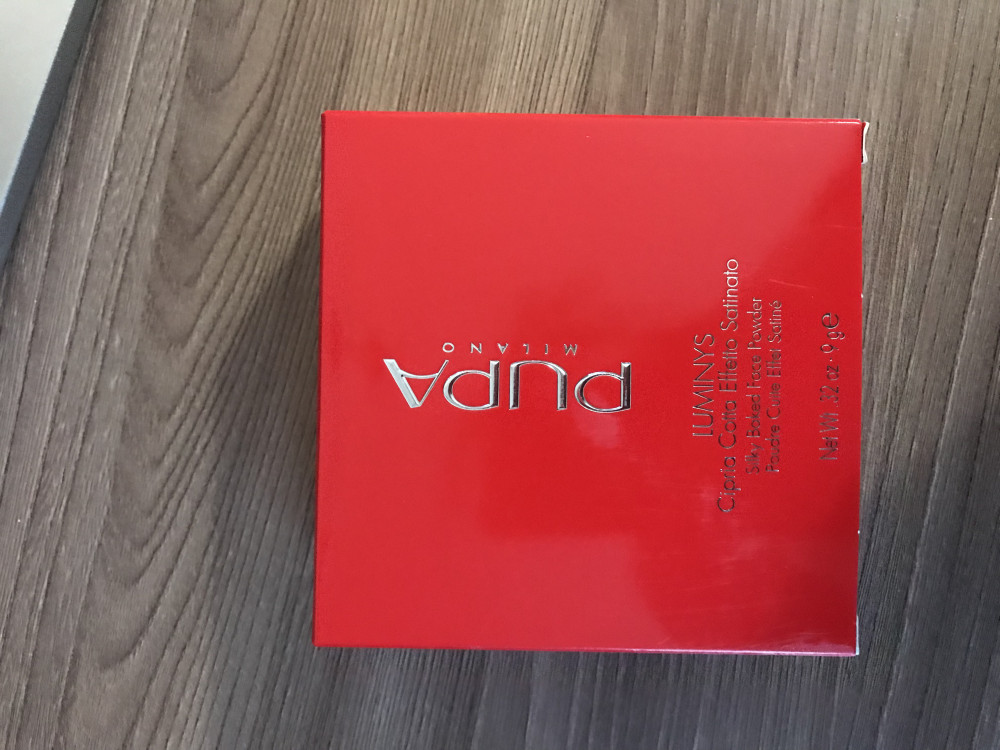 PUPA
MILANO
LUMINYS
Cipria Cotta Effetto Satinato
Silky Baked Face Powder
Poudre Cuite Effet Satiné
Net Wt. .32 oz · 9 g e